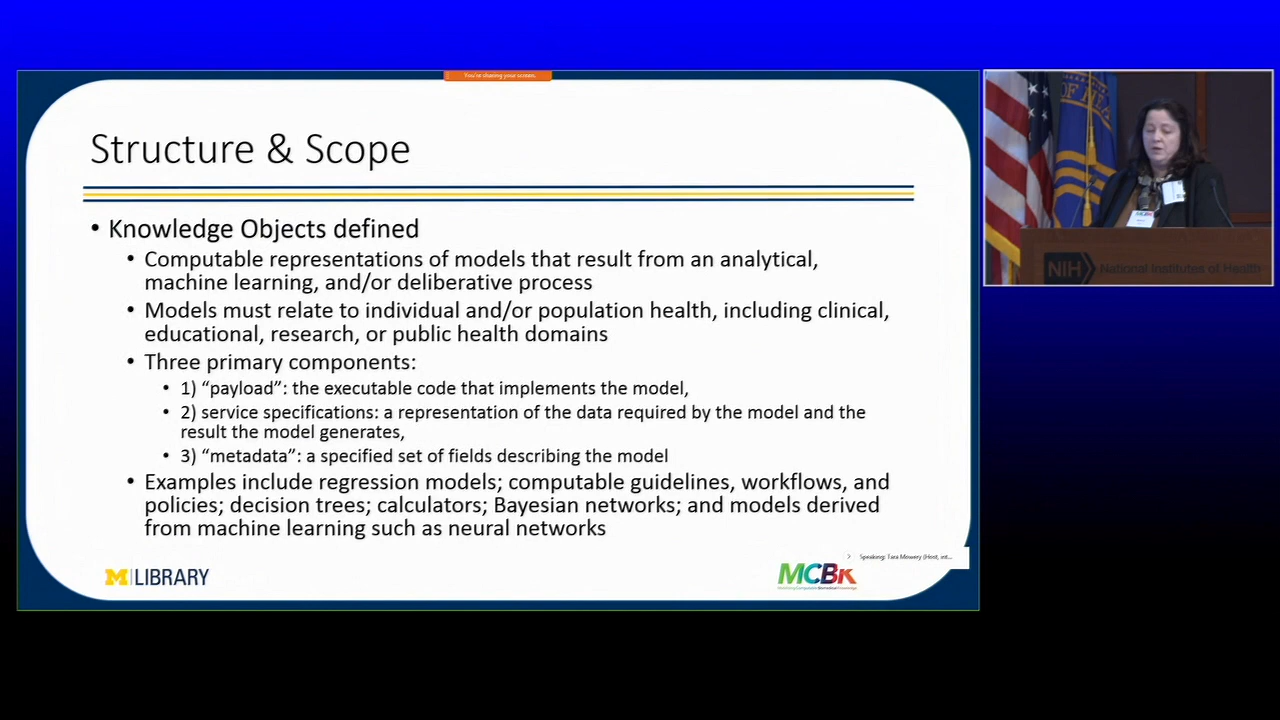 You're sharing your screen.
Structure & Scope
• Knowledge Objects defined
• Computable representations of models that result from an analytical,
machine learning, and/or deliberative process
• Models must relate to individual and/or population health, including clinical,
educational, research, or public health domains
• Three primary components:
• 1) “payload”: the executable code that implements the model,
• 2) service specifications: a representation of the data required by the model and the
result the model generates,
• 3) “metadata”: a specified set of fields describing the model
• Examples include regression models; computable guidelines, workflows, and
policies; decision trees; calculators; Bayesian networks; and models derived
from machine learning such as neural networks
Speaking: Tara Mowery (Host, int...
M LIBRARY
MCBK
NIH National Institutes of Health